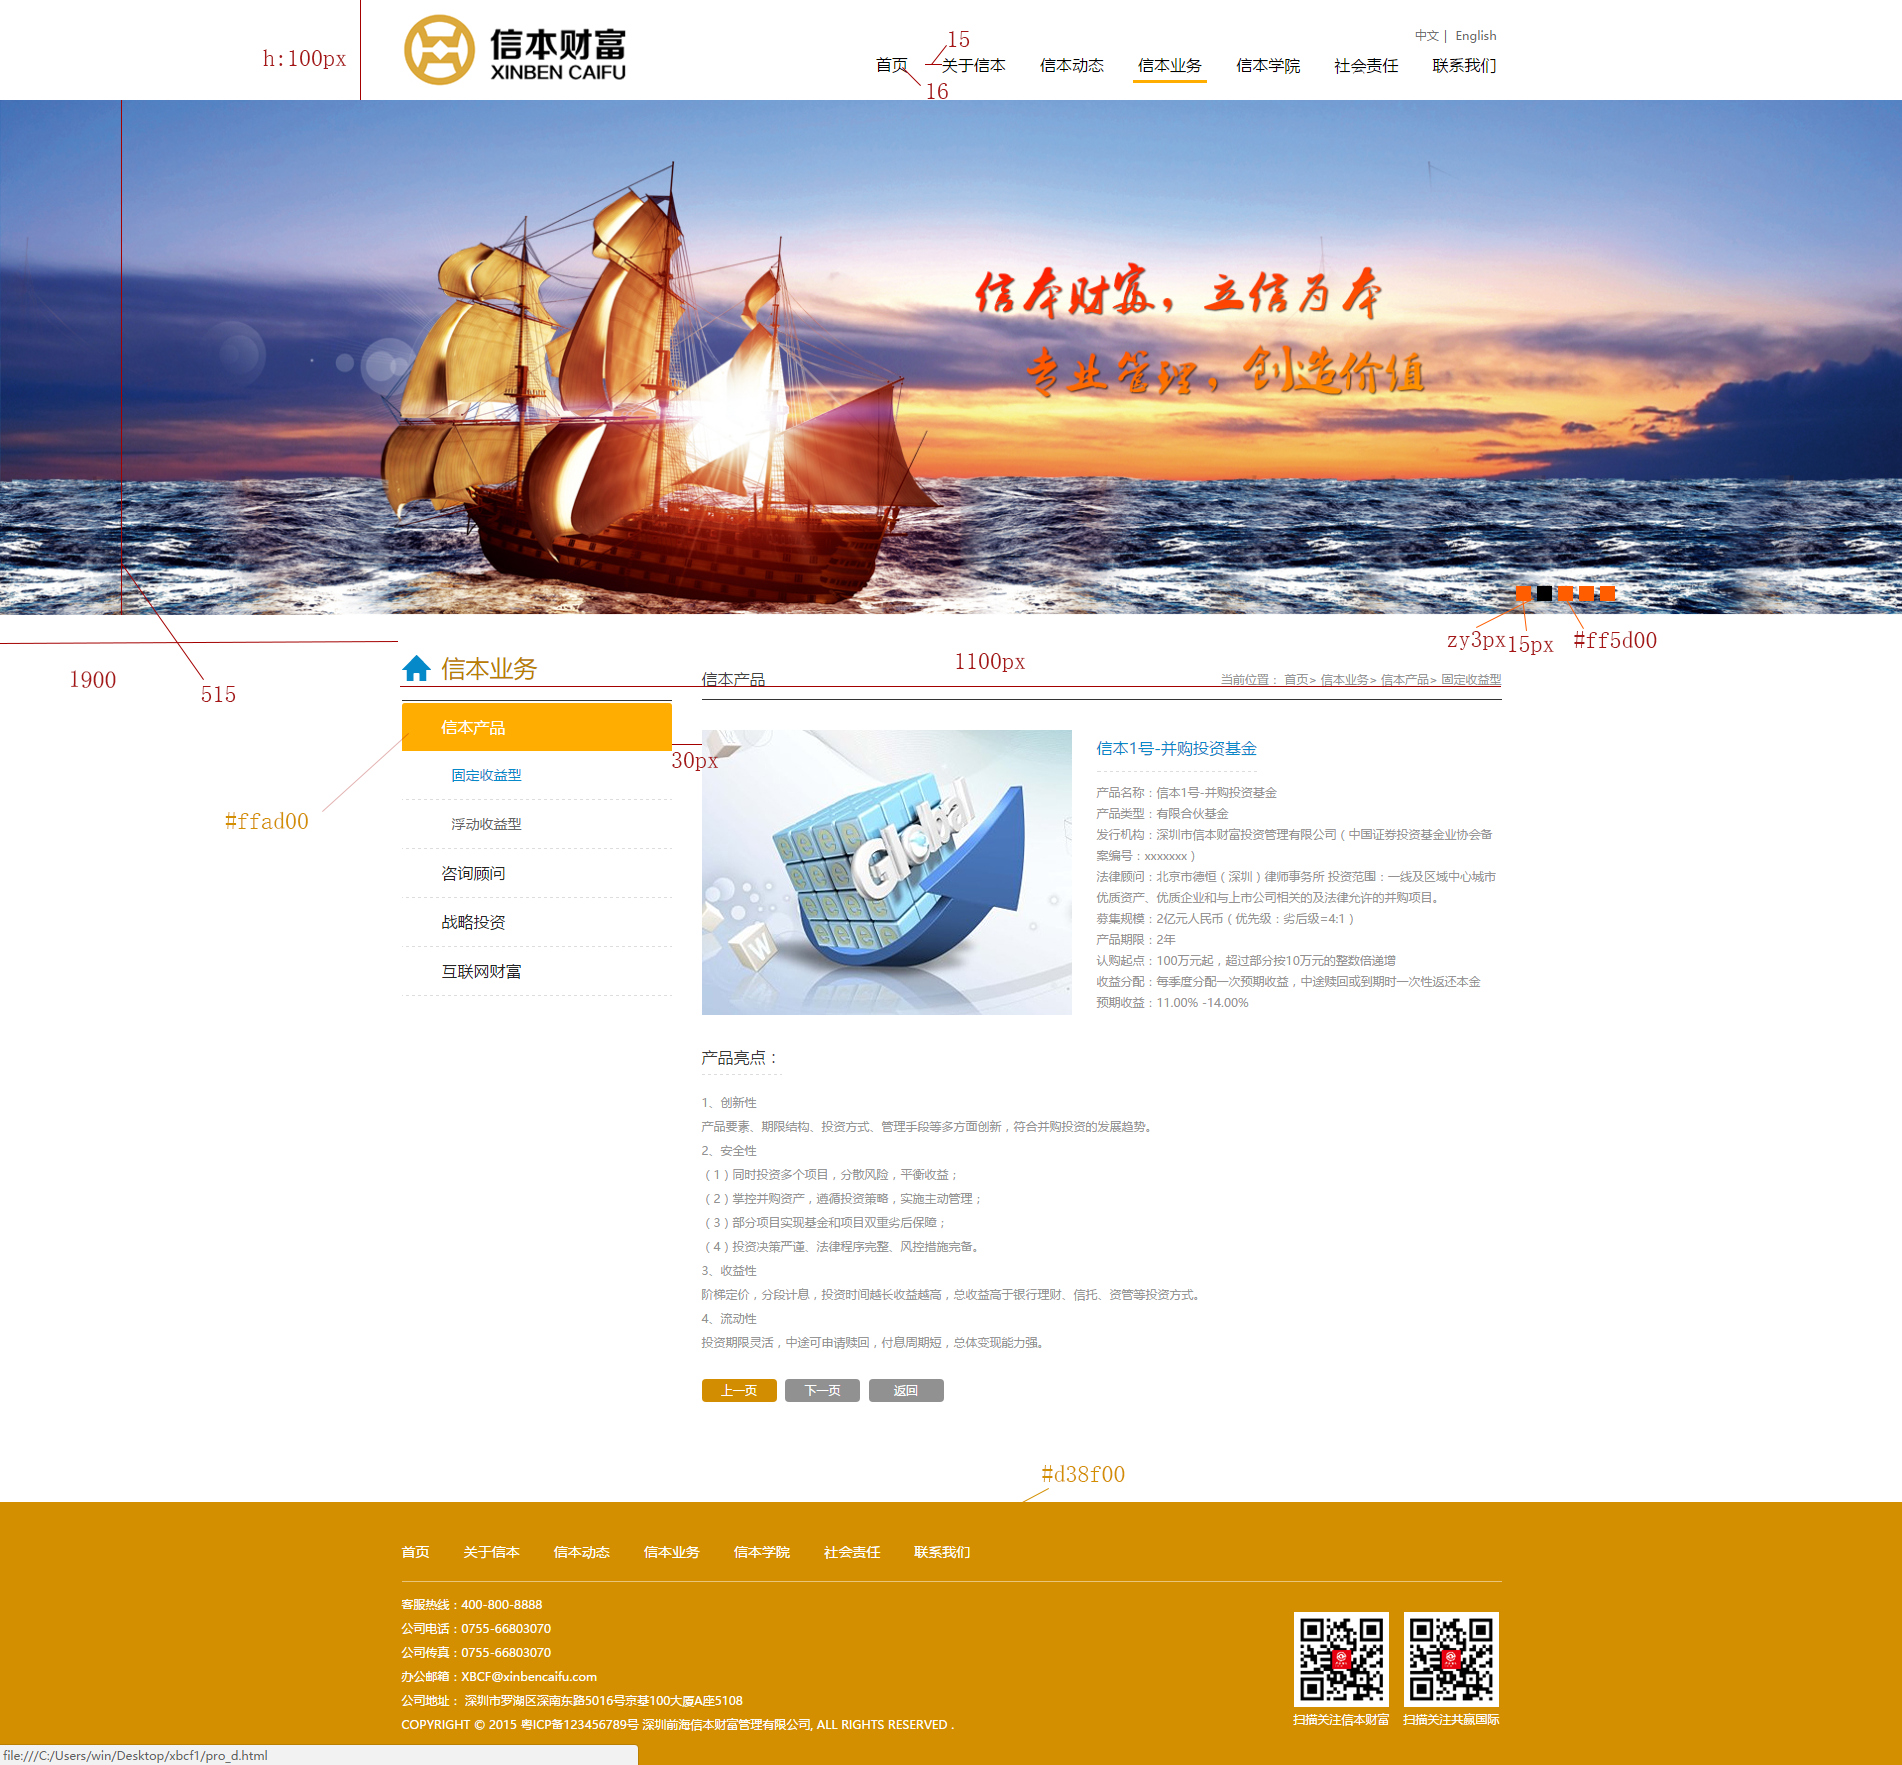 h:100px
信本财富
XINBEN CAIFU
中文 | English
首页 关于信本 信本动态 信本业务 信本学院 社会责任 联系我们
15
16
信本财富，立信为本
专业管理，创造价值
zy3px
15px
#ff5d00
1900
515
信本业务
信本产品
1100px
当前位置： 首页> 信本业务> 信本产品> 固定收益型
信本产品
30px
固定收益型
#ffad00
浮动收益型
咨询顾问
战略投资
互联网财富
Global
W
信本1号-并购投资基金
产品名称：信本1号-并购投资基金
产品类型：有限合伙基金
发行机构：深圳市信本财富投资管理有限公司（中国证券投资基金业协会备
案编号：xxxxxxx）
法律顾问：北京市德恒（深圳）律师事务所 投资范围：一线及区域中心城市
优质资产、优质企业和与上市公司相关的及法律允许的并购项目。
募集规模：2亿元人民币（优先级：劣后级=4:1）
产品期限：2年
认购起点：100万元起，超过部分按10万元的整数倍递增
收益分配：每季度分配一次预期收益，中途赎回或到期时一次性返还本金
预期收益：11.00% -14.00%
产品亮点：
1、创新性
产品要素、期限结构、投资方式、管理手段等多方面创新，符合并购投资的发展趋势。
2、安全性
（1）同时投资多个项目，分散风险，平衡收益；
（2）掌控并购资产，遵循投资策略，实施主动管理；
（3）部分项目实现基金和项目双重劣后保障；
（4）投资决策严谨、法律程序完整、风控措施完备。
3、收益性
阶梯定价，分段计息，投资时间越长收益越高，总收益高于银行理财、信托、资管等投资方式。
4、流动性
投资期限灵活，中途可申请赎回，付息周期短，总体变现能力强。
上一页 下一页 返回
#d38f00
首页 关于信本 信本动态 信本业务 信本学院 社会责任 联系我们
客服热线：400-800-8888
公司电话：0755-66803070
公司传真：0755-66803070
办公邮箱：XBCF@xinbencaifu.com
公司地址： 深圳市罗湖区深南东路5016号京基100大厦A座5108
COPYRIGHT © 2015 粤ICP备123456789号 深圳前海信本财富管理有限公司, ALL RIGHTS RESERVED .
扫描关注信本财富 扫描关注共赢国际
file:///C:/Users/win/Desktop/xbcf1/pro_d.html